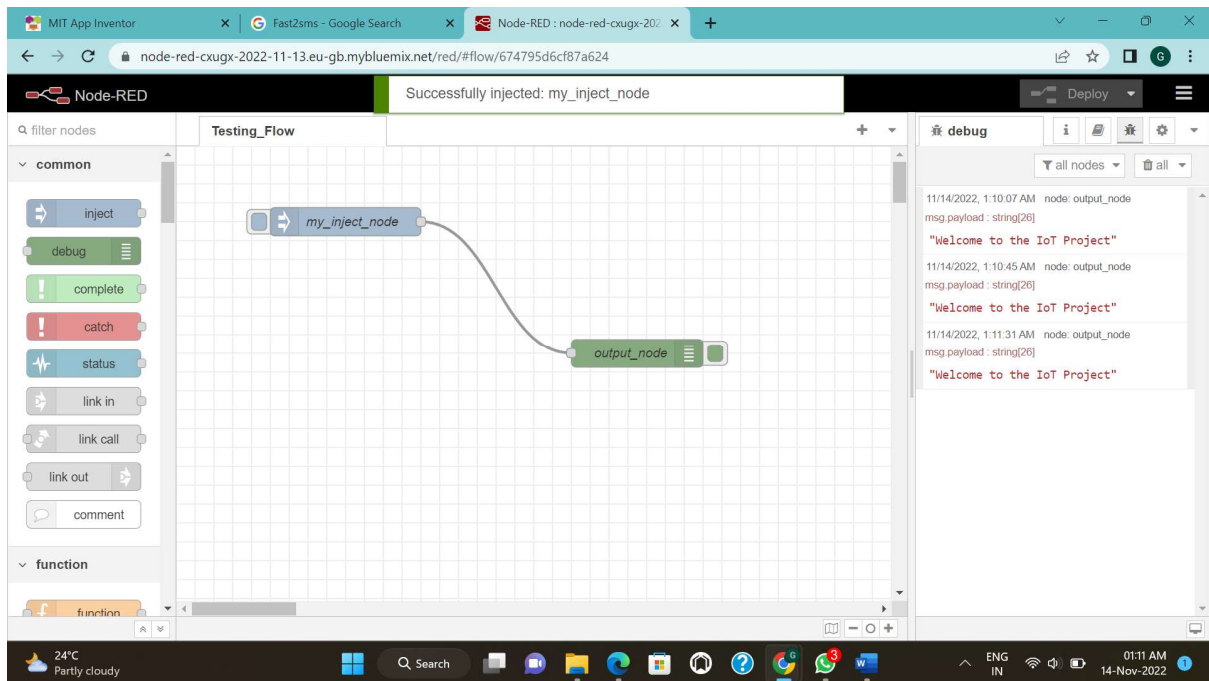 MIT App Inventor
Fast2sms - Google Search
Node-RED : node-red-cxugx-202
node-red-cxugx-2022-11-13.eu-gb.mybluemix.net/red/#flow/674795d6cf87a624
G
Node-RED
Successfully injected: my_inject_node
Deploy
filter nodes
Testing_Flow
debug
i
all nodes
all
common
inject
debug
complete
catch
status
link in
link call
link out
comment
function
function
my_inject_node
output_node
11/14/2022, 1:10:07 AM node: output_node
msg.payload : string[26]
"Welcome to the IoT Project"
11/14/2022, 1:10:45 AM node: output_node
msg.payload : string[26]
"Welcome to the IoT Project"
11/14/2022, 1:11:31 AM node: output_node
msg.payload : string[26]
"Welcome to the IoT Project"
24°C
Partly cloudy
Search
G
3
W
ENG
IN
01:11 AM
14-Nov-2022
1